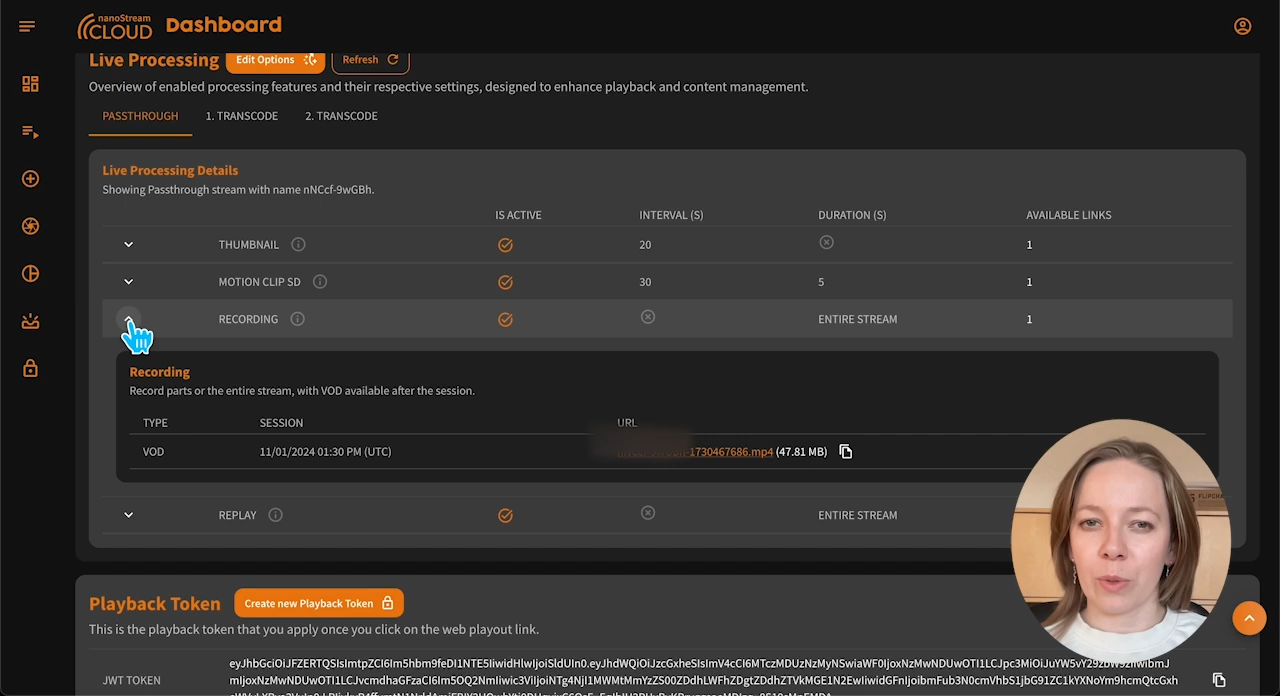 nanoStream
CLOUD Dashboard
Live Processing Edit Options Refresh
Overview of enabled processing features and their respective settings, designed to enhance playback and content management.
PASSTHROUGH 1. TRANSCODE 2. TRANSCODE
Live Processing Details
Showing Passthrough stream with name nNCcf-9wGBh.
IS ACTIVE INTERVAL (S) DURATION (S) AVAILABLE LINKS
THUMBNAIL 20 1
MOTION CLIP SD 30 5 1
RECORDING ENTIRE STREAM 1
Recording
Record parts or the entire stream, with VOD available after the session.
TYPE SESSION URL
VOD 11/01/2024 01:30 PM (UTC) -1730467686.mp4 (47.81 MB)
REPLAY ENTIRE STREAM
Playback Token Create new Playback Token
This is the playback token that you apply once you click on the web playout link.
JWT TOKEN